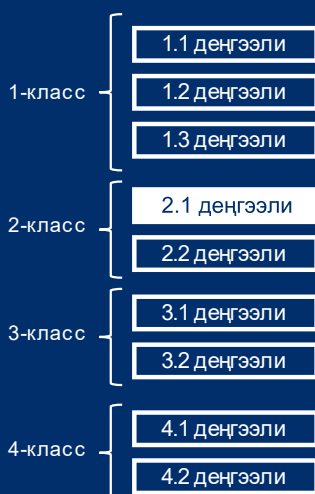 1-класс
1.1 деңгээли
1.2 деңгээли
1.3 деңгээли
2-класс
2.1 деңгээли
2.2 деңгээли
3-класс
3.1 деңгээли
3.2 деңгээли
4-класс
4.1 деңгээли
4.2 деңгээли